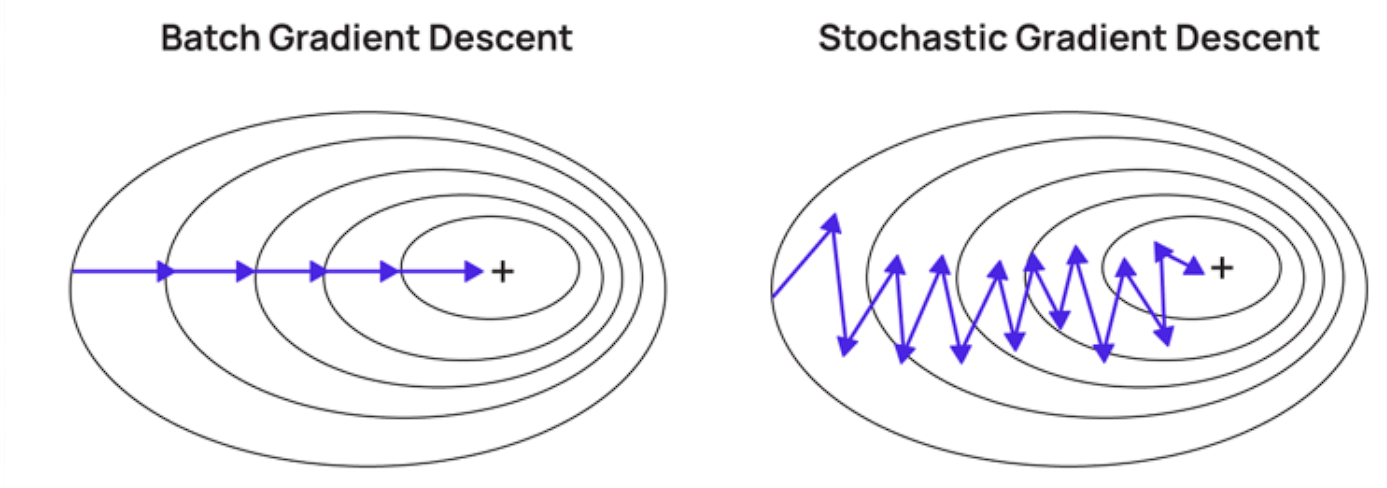 Batch Gradient Descent
Stochastic Gradient Descent
+
+